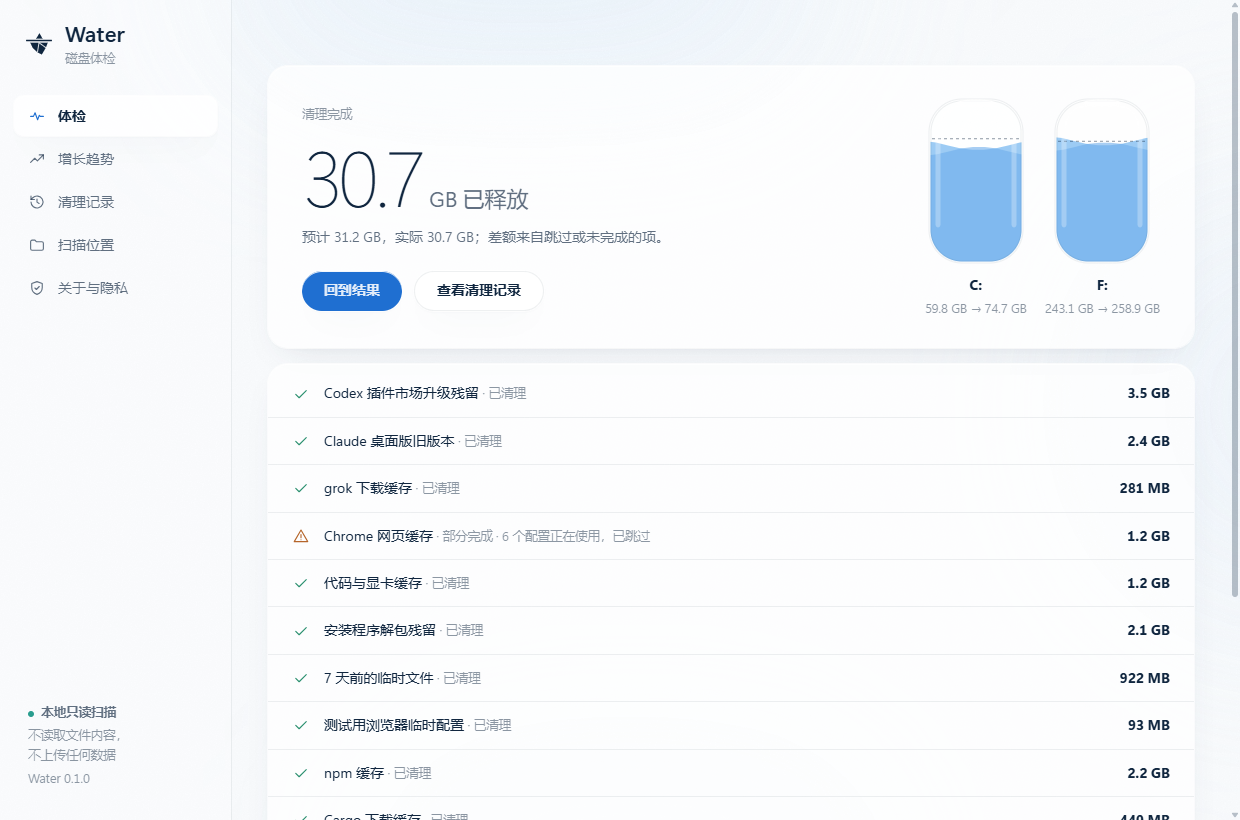 Water
磁盘体检
体检
增长趋势
清理记录
扫描位置
关于与隐私
本地只读扫描
不读取文件内容，
不上传任何数据
Water 0.1.0
清理完成
30.7 GB 已释放
预计 31.2 GB，实际 30.7 GB；差额来自跳过或未完成的项。
回到结果
查看清理记录
C:
59.8 GB → 74.7 GB
F:
243.1 GB → 258.9 GB
Codex 插件市场升级残留 · 已清理 3.5 GB
Claude 桌面版旧版本 · 已清理 2.4 GB
grok 下载缓存 · 已清理 281 MB
Chrome 网页缓存 · 部分完成 · 6 个配置正在使用，已跳过 1.2 GB
代码与显卡缓存 · 已清理 1.2 GB
安装程序解包残留 · 已清理 2.1 GB
7 天前的临时文件 · 已清理 922 MB
测试用浏览器临时配置 · 已清理 93 MB
npm 缓存 · 已清理 2.2 GB
Cargo 下载缓存 · 已清理 440 MB